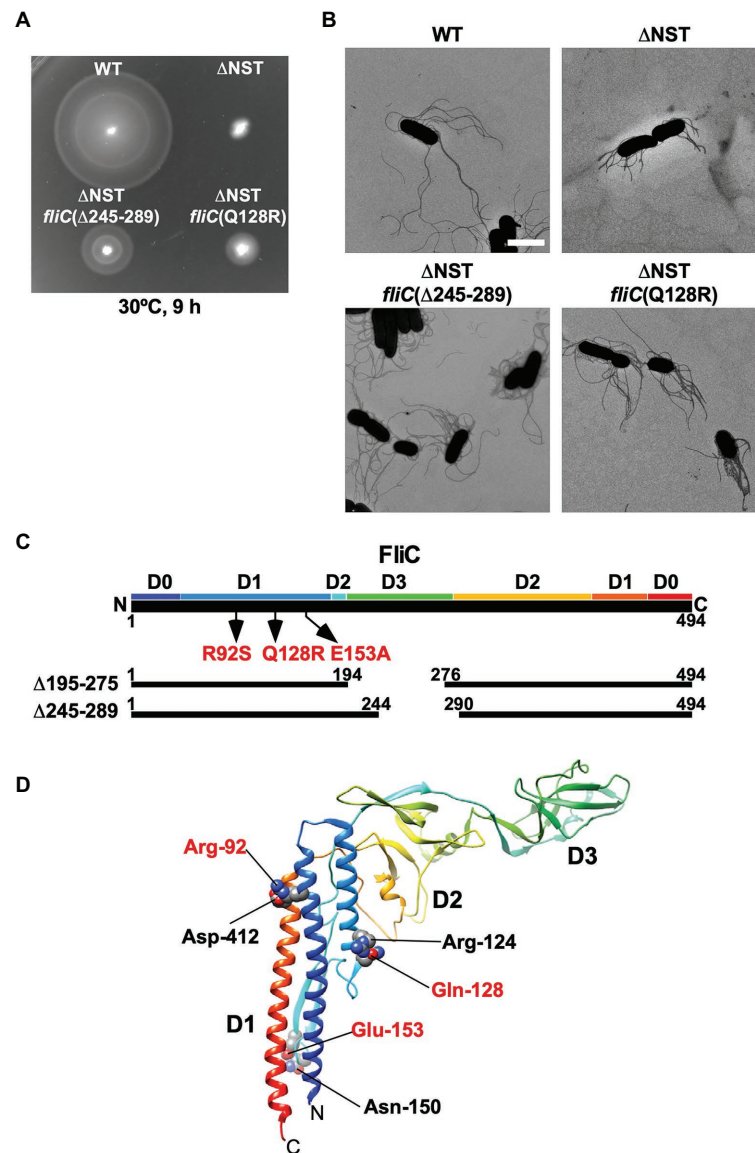 A
WT
ΔNST
ΔNST
fliC(Δ245-289)
ΔNST
fliC(Q128R)
30ºC, 9 h
B
WT
ΔNST
ΔNST
fliC(Δ245-289)
ΔNST
fliC(Q128R)
C
FliC
D0 D1 D2 D3 D2 D1 D0
N C
1 494
R92S Q128R E153A
Δ195-275 1 194 276 494
Δ245-289 1 244 290 494
D
Arg-92
Asp-412
D3
D2
Arg-124
Gln-128
D1
Glu-153
Asn-150
N
C